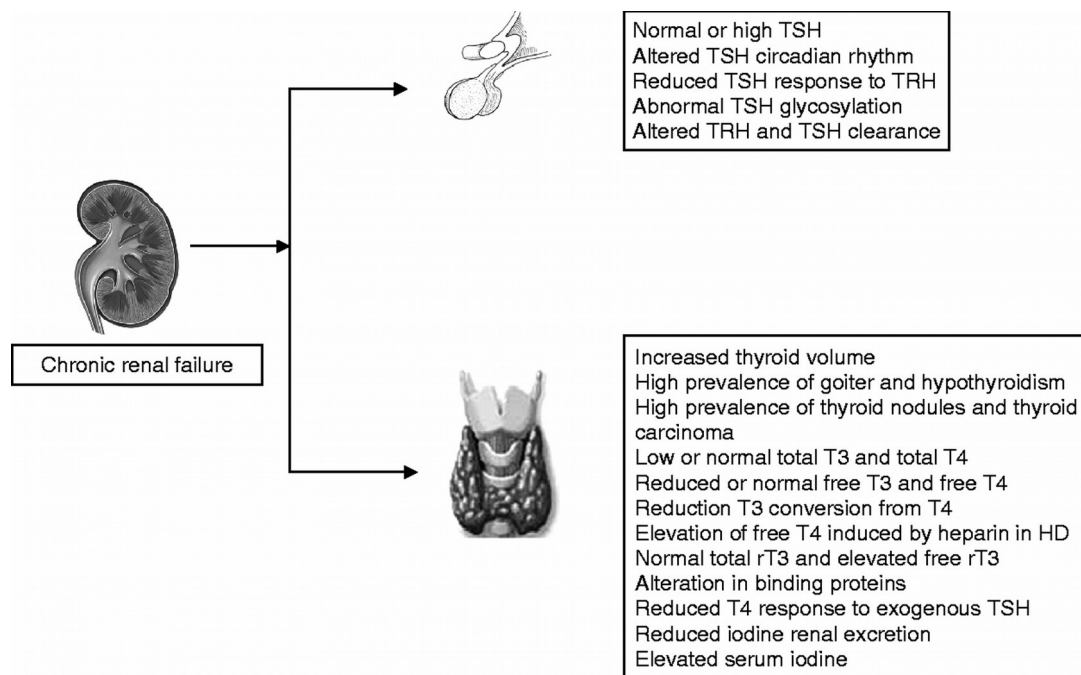 Normal or high TSH
Altered TSH circadian rhythm
Reduced TSH response to TRH
Abnormal TSH glycosylation
Altered TRH and TSH clearance
Chronic renal failure
Increased thyroid volume
High prevalence of goiter and hypothyroidism
High prevalence of thyroid nodules and thyroid
carcinoma
Low or normal total T3 and total T4
Reduced or normal free T3 and free T4
Reduction T3 conversion from T4
Elevation of free T4 induced by heparin in HD
Normal total rT3 and elevated free rT3
Alteration in binding proteins
Reduced T4 response to exogenous TSH
Reduced iodine renal excretion
Elevated serum iodine